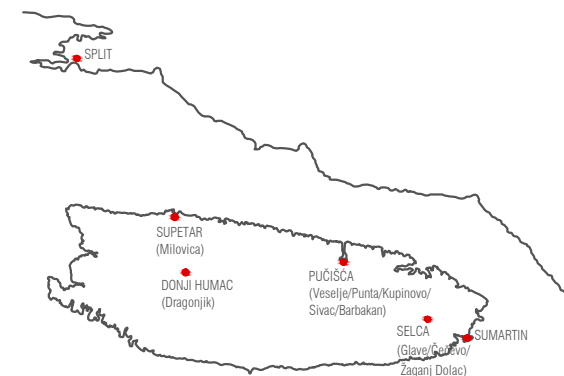 SPLIT
SUPETAR
(Milovica)
DONJI HUMAC
(Dragonjik)
PUČIŠĆA
(Veselje/Punta/Kupinovo/
Sivac/Barbakan)
SELCA
(Glave/Čečevo/
Žaganj Dolac)
SUMARTIN